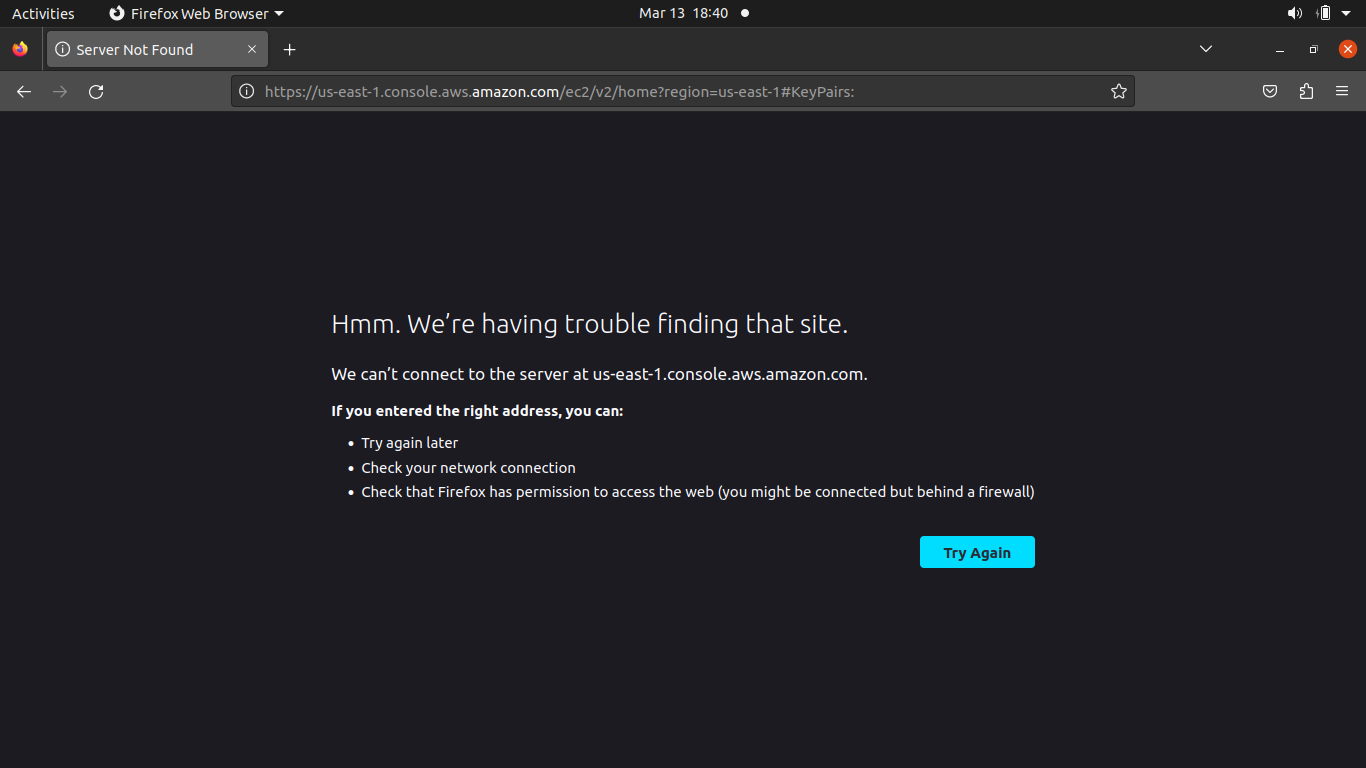 Activities
Firefox Web Browser
Mar 13 18:40
Server Not Found
https://us-east-1.console.aws.amazon.com/ec2/v2/home?region=us-east-1#KeyPairs:
Hmm. We’re having trouble finding that site.
We can’t connect to the server at us-east-1.console.aws.amazon.com.
If you entered the right address, you can:
Try again later
Check your network connection
Check that Firefox has permission to access the web (you might be connected but behind a firewall)
Try Again